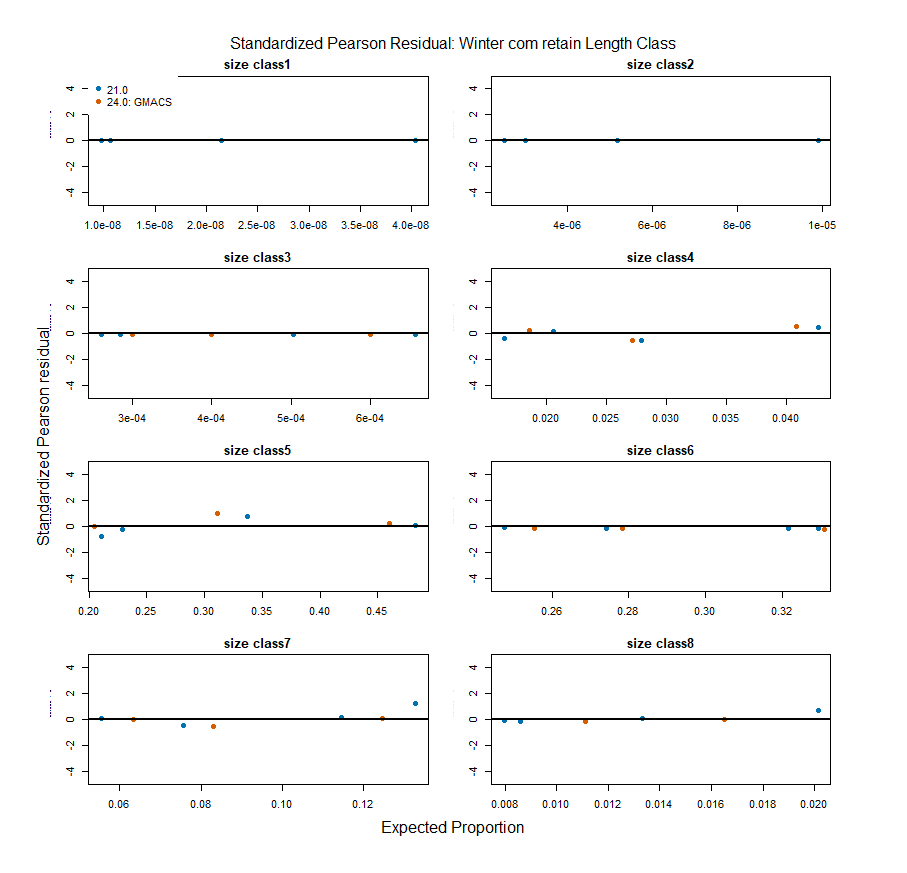 Standardized Pearson Residual: Winter com retain Length Class
size class1
4
2
0
-2
-4
21.0
24.0: GMACS
1.0e-08 1.5e-08 2.0e-08 2.5e-08 3.0e-08 3.5e-08 4.0e-08
size class2
4
2
0
-2
-4
4e-06 6e-06 8e-06 1e-05
size class3
4
2
0
-2
-4
3e-04 4e-04 5e-04 6e-04
size class4
4
2
0
-2
-4
0.020 0.025 0.030 0.035 0.040
Standardized Pearson residual
size class5
4
2
0
-2
-4
0.20 0.25 0.30 0.35 0.40 0.45
size class6
4
2
0
-2
-4
0.26 0.28 0.30 0.32
size class7
4
2
0
-2
-4
0.06 0.08 0.10 0.12
size class8
4
2
0
-2
-4
0.008 0.010 0.012 0.014 0.016 0.018 0.020
Expected Proportion